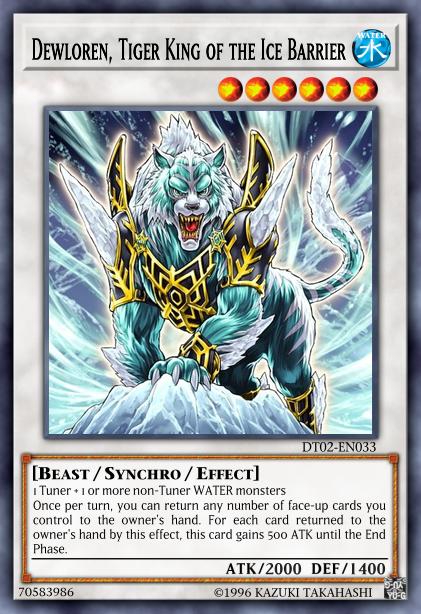 Dewloren, Tiger King of the Ice Barrier
WATER
水
DT02-EN033
[Beast / Synchro / Effect]
1 Tuner + 1 or more non-Tuner WATER monsters
Once per turn, you can return any number of face-up cards you
control to the owner's hand. For each card returned to the
owner's hand by this effect, this card gains 500 ATK until the End
Phase.
ATK/2000 DEF/1400
70583986
©1996 KAZUKI TAKAHASHI